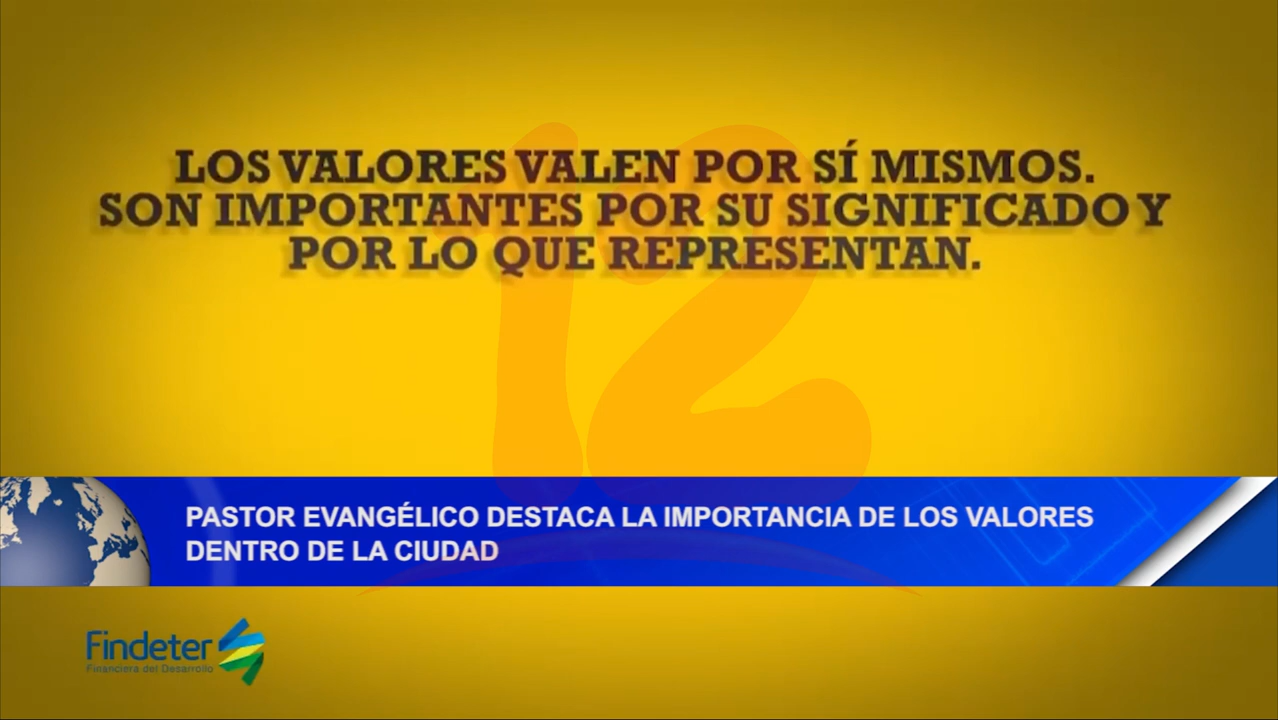 LOS VALORES VALEN POR SÍ MISMOS.
SON IMPORTANTES POR SU SIGNIFICADO Y
POR LO QUE REPRESENTAN.
12
PASTOR EVANGÉLICO DESTACA LA IMPORTANCIA DE LOS VALORES
DENTRO DE LA CIUDAD
Findeter
Financiera del Desarrollo